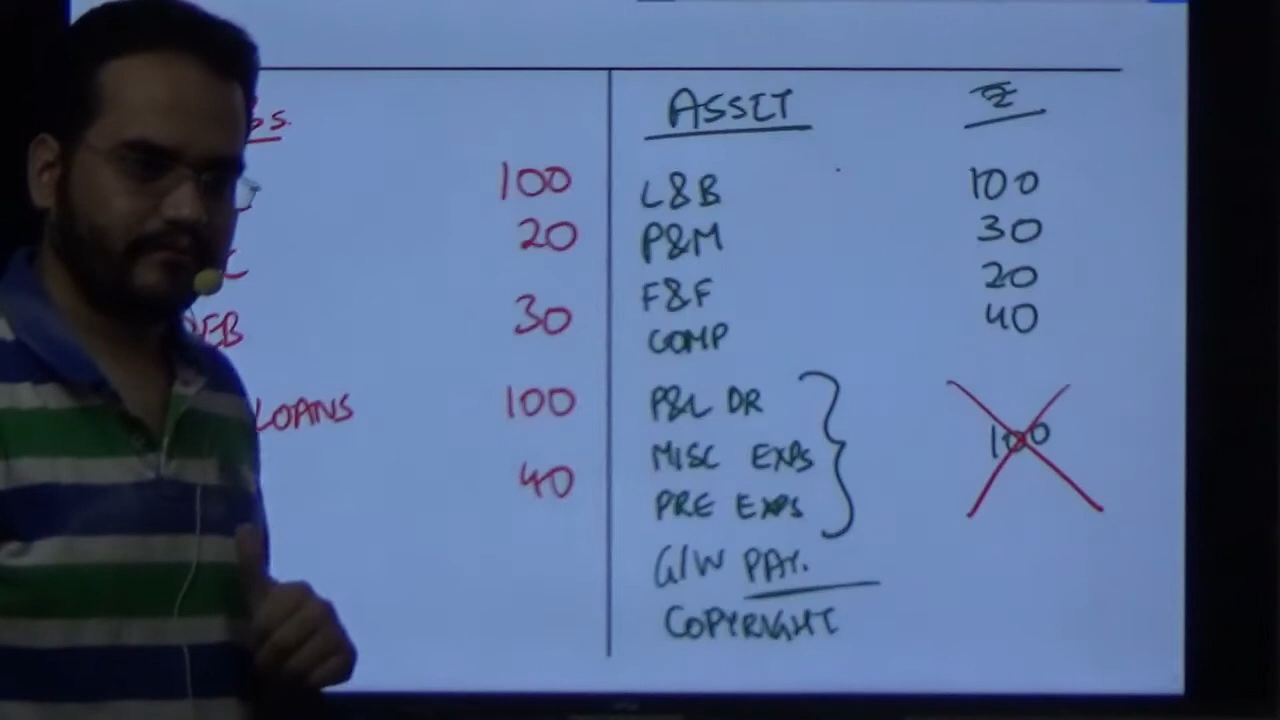 ASSET ₹
100 L&B 100
20 P&M 30
F&F 20
30 COMP 40
LOANS 100 P&L DR
MISC EXPS 100
40 PRE EXPS
G/W PAY.
COPYRIGHT